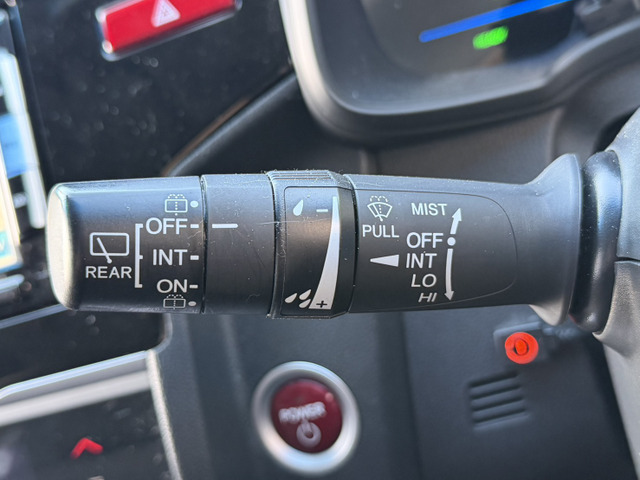 OFF
INT
REAR
ON
- +
PULL
MIST
OFF
INT
LO
HI
POWER